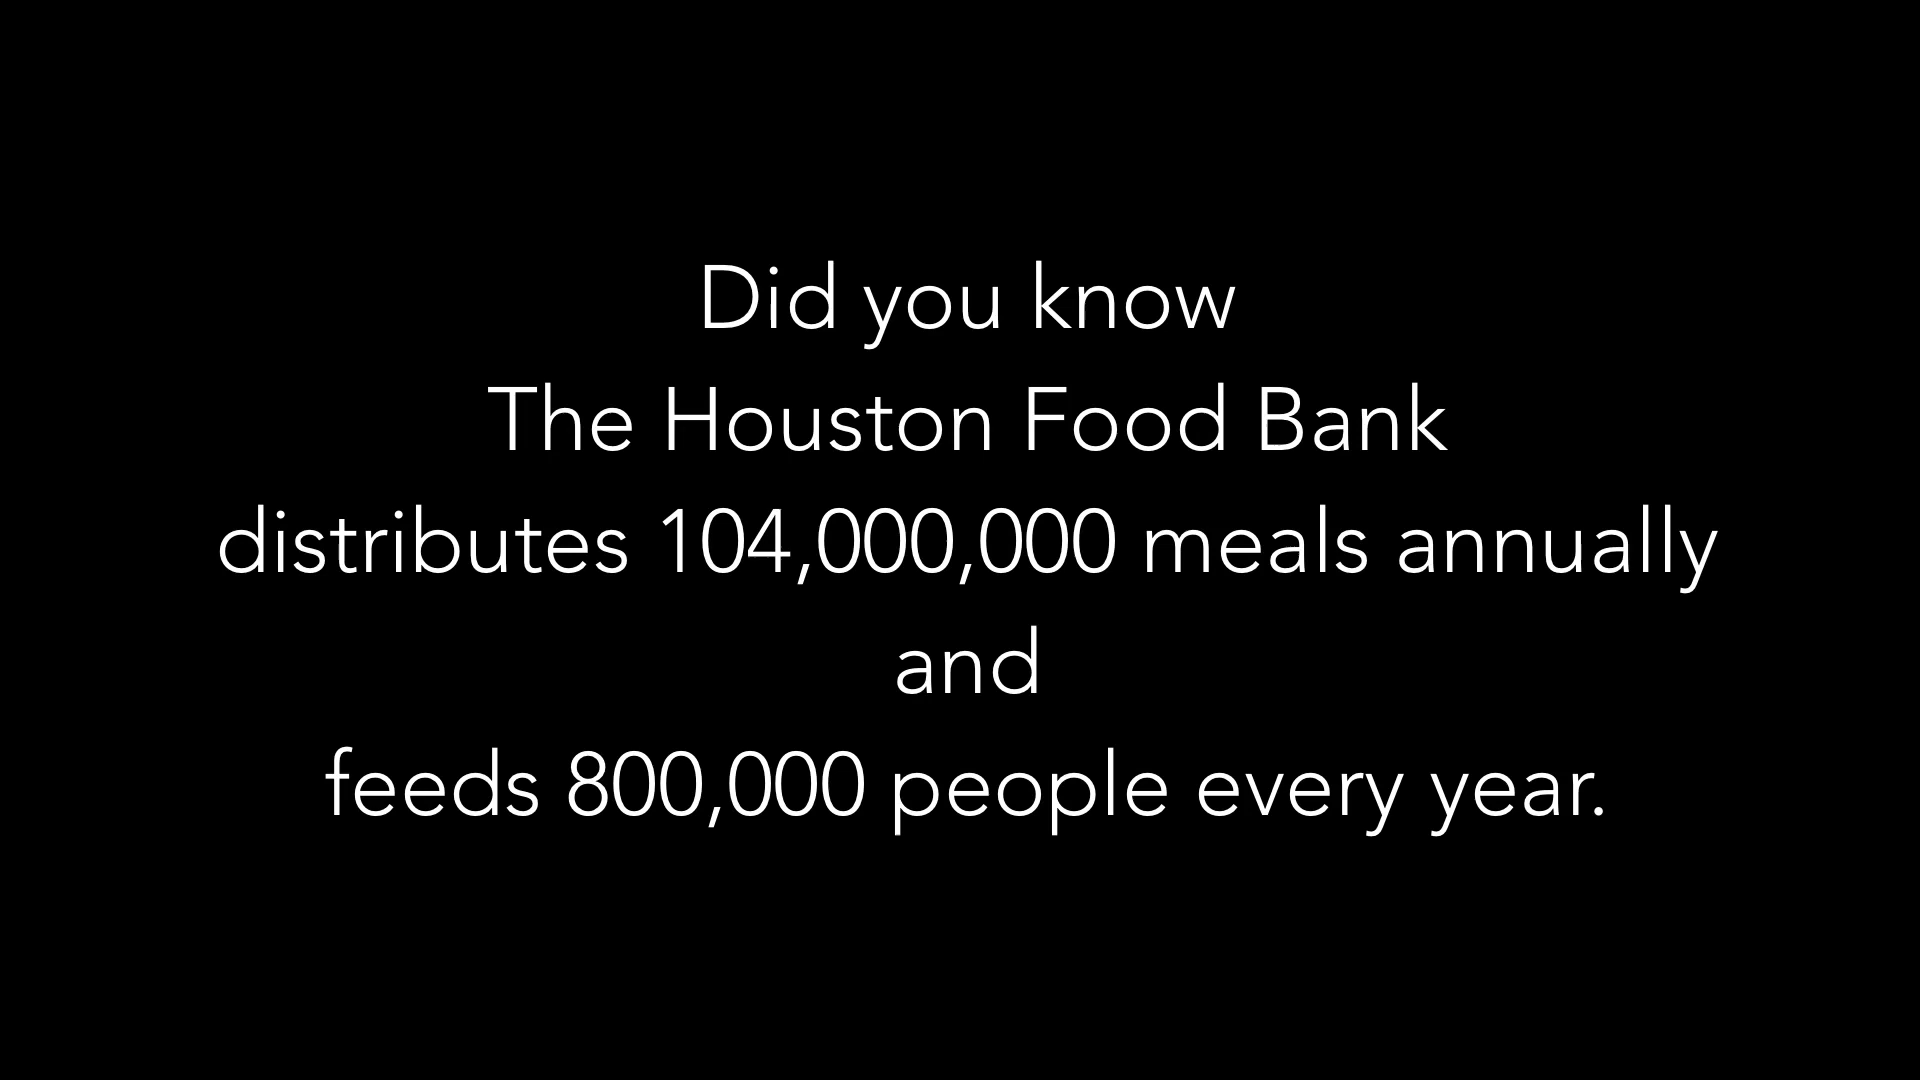 Did you know
The Houston Food Bank
distributes 104,000,000 meals annually
and
feeds 800,000 people every year.